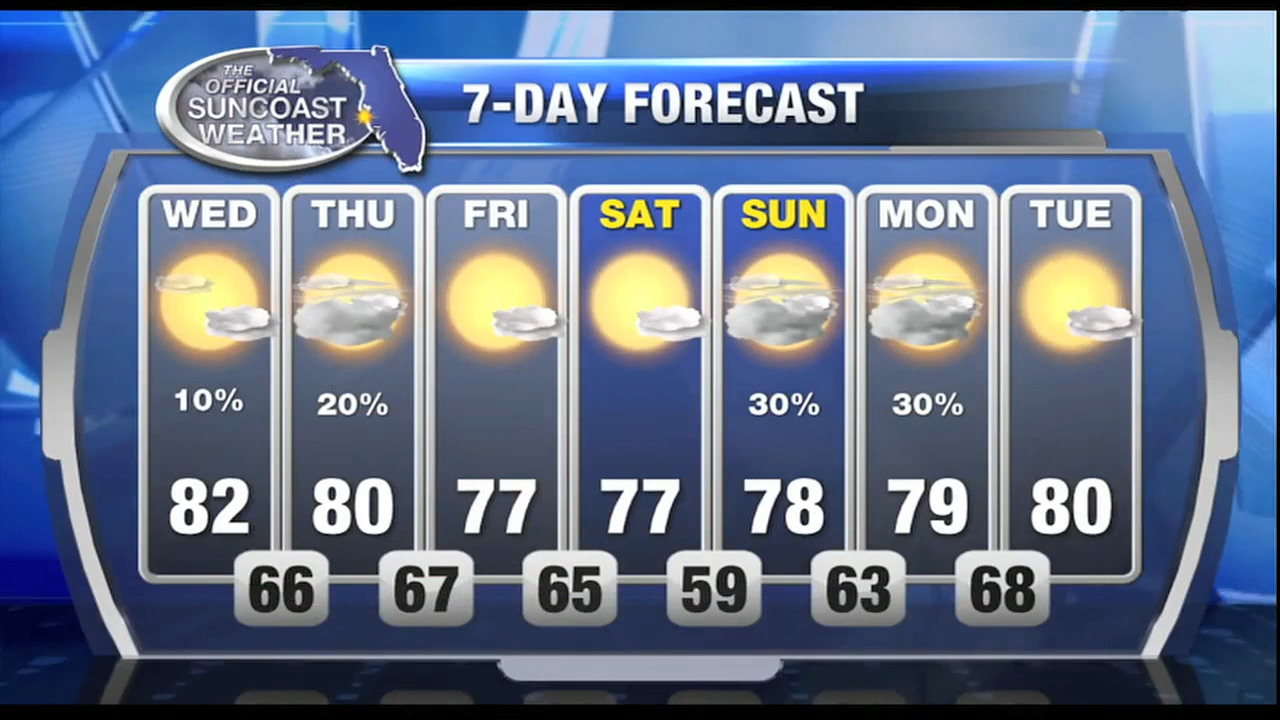 THE
OFFICIAL
SUNCOAST
WEATHER
7-DAY FORECAST
WED THU FRI SAT SUN MON TUE
10% 20% 30% 30%
82 80 77 77 78 79 80
66 67 65 59 63 68